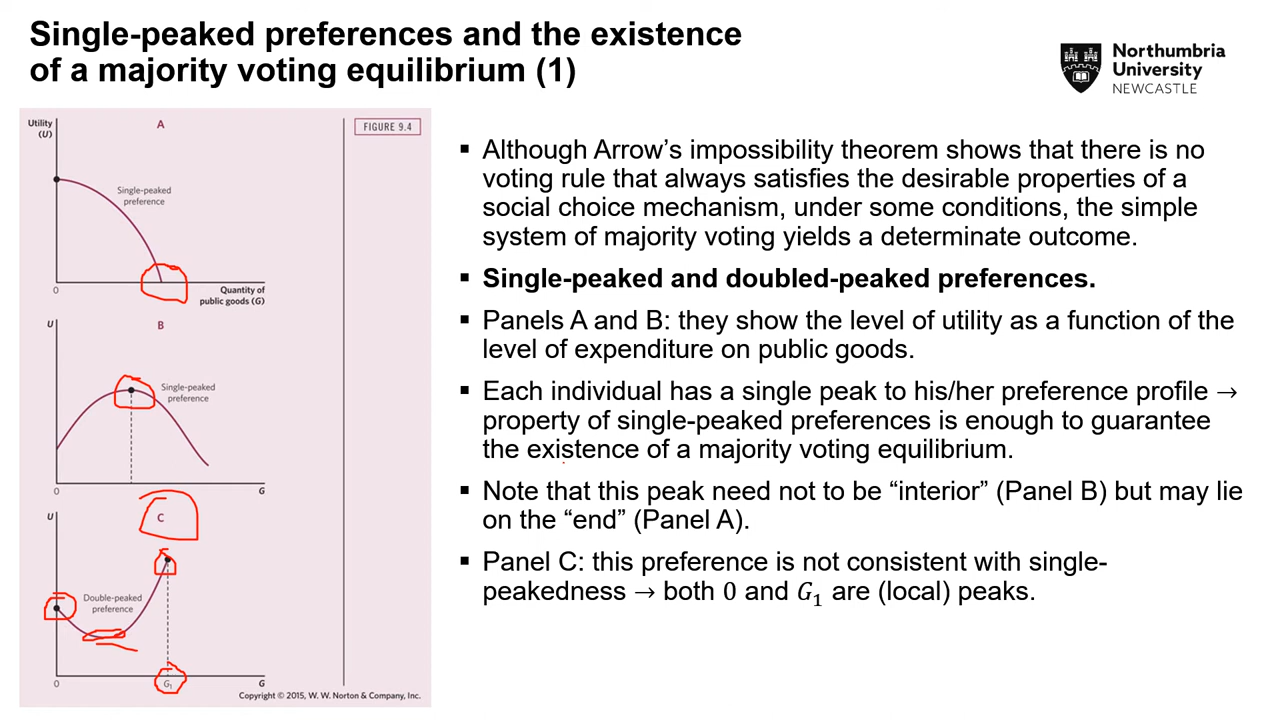 Single-peaked preferences and the existence
of a majority voting equilibrium (1)
Northumbria
University
NEWCASTLE
Utility
(U)
A
FIGURE 9.4
Single-peaked
preference
0
Quantity of
public goods (G)
U
B
Single-peaked
preference
0
G
U
C
Double-peaked
preference
0
G₁
G
Copyright © 2015, W. W. Norton & Company, Inc.
▪ Although Arrow’s impossibility theorem shows that there is no
voting rule that always satisfies the desirable properties of a
social choice mechanism, under some conditions, the simple
system of majority voting yields a determinate outcome.
▪ Single-peaked and doubled-peaked preferences.
▪ Panels A and B: they show the level of utility as a function of the
level of expenditure on public goods.
▪ Each individual has a single peak to his/her preference profile →
property of single-peaked preferences is enough to guarantee
the existence of a majority voting equilibrium.
▪ Note that this peak need not to be “interior” (Panel B) but may lie
on the “end” (Panel A).
▪ Panel C: this preference is not consistent with single-
peakedness → both 0 and G₁ are (local) peaks.